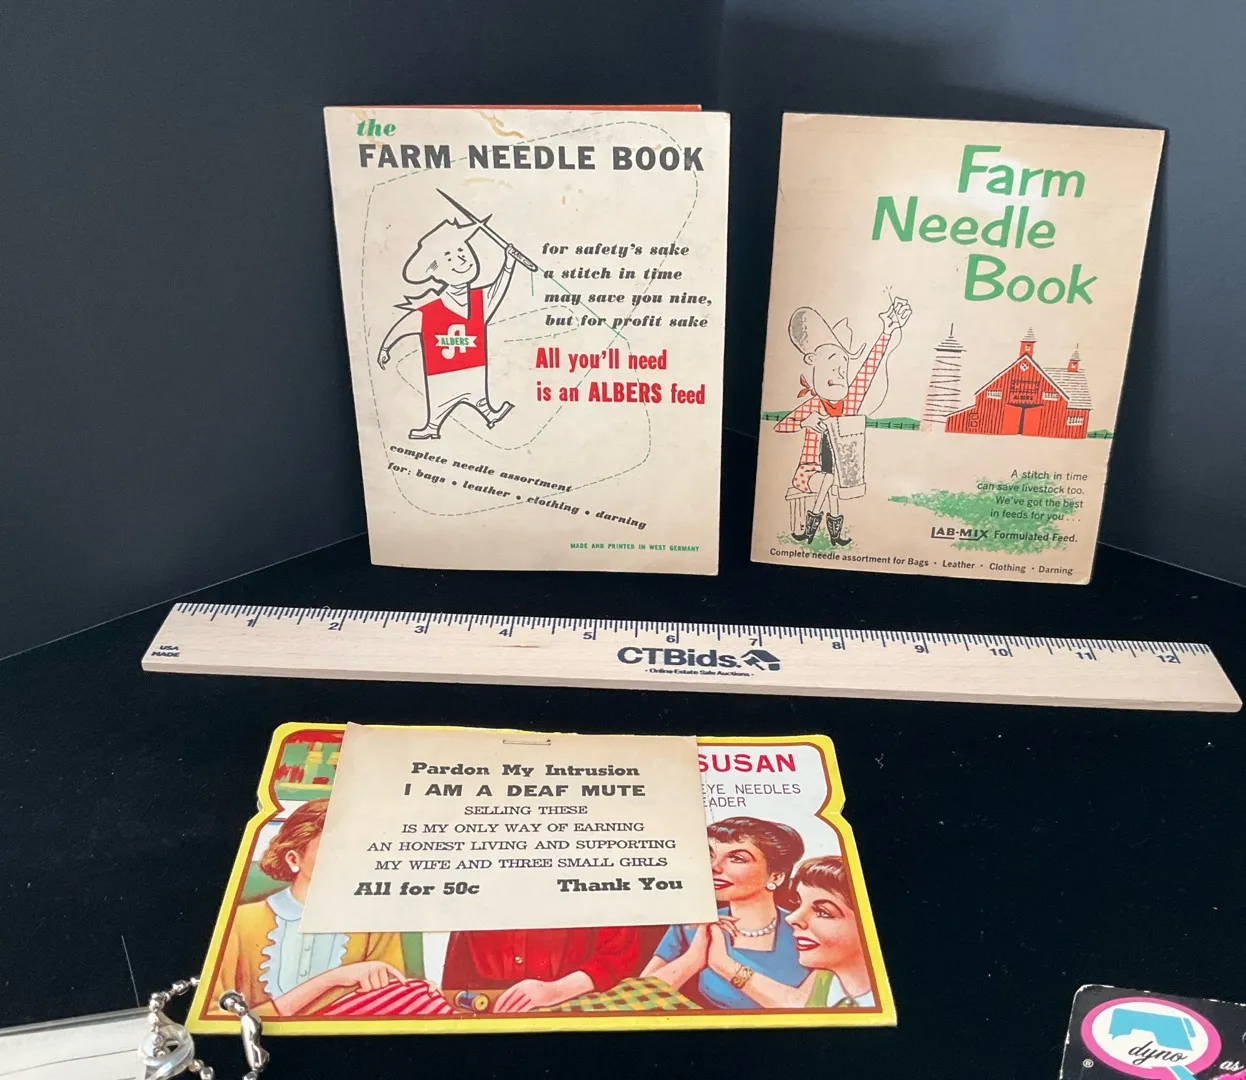 the
FARM NEEDLE BOOK
for safety's sake
a stitch in time
may save you nine,
but for profit sake
All you'll need
is an ALBERS feed
A
ALBERS
complete needle assortment
for: bags • leather • clothing • darning
MADE AND PRINTED IN WEST GERMANY
Farm
Needle
Book
ALBERS
A stitch in time
can save livestock too.
We've got the best
in feeds for you...
LAB-MIX Formulated Feed.
Complete needle assortment for Bags • Leather • Clothing • Darning
1 2 3 4 5 6 7 8 9 10 11 12
USA
MADE
CTBids.
- Online Estate Sale Auctions -
Pardon My Intrusion
I AM A DEAF MUTE
SELLING THESE
IS MY ONLY WAY OF EARNING
AN HONEST LIVING AND SUPPORTING
MY WIFE AND THREE SMALL GIRLS
All for 50c Thank You
SUSAN
EYE NEEDLES
EADER
dyno
®
as